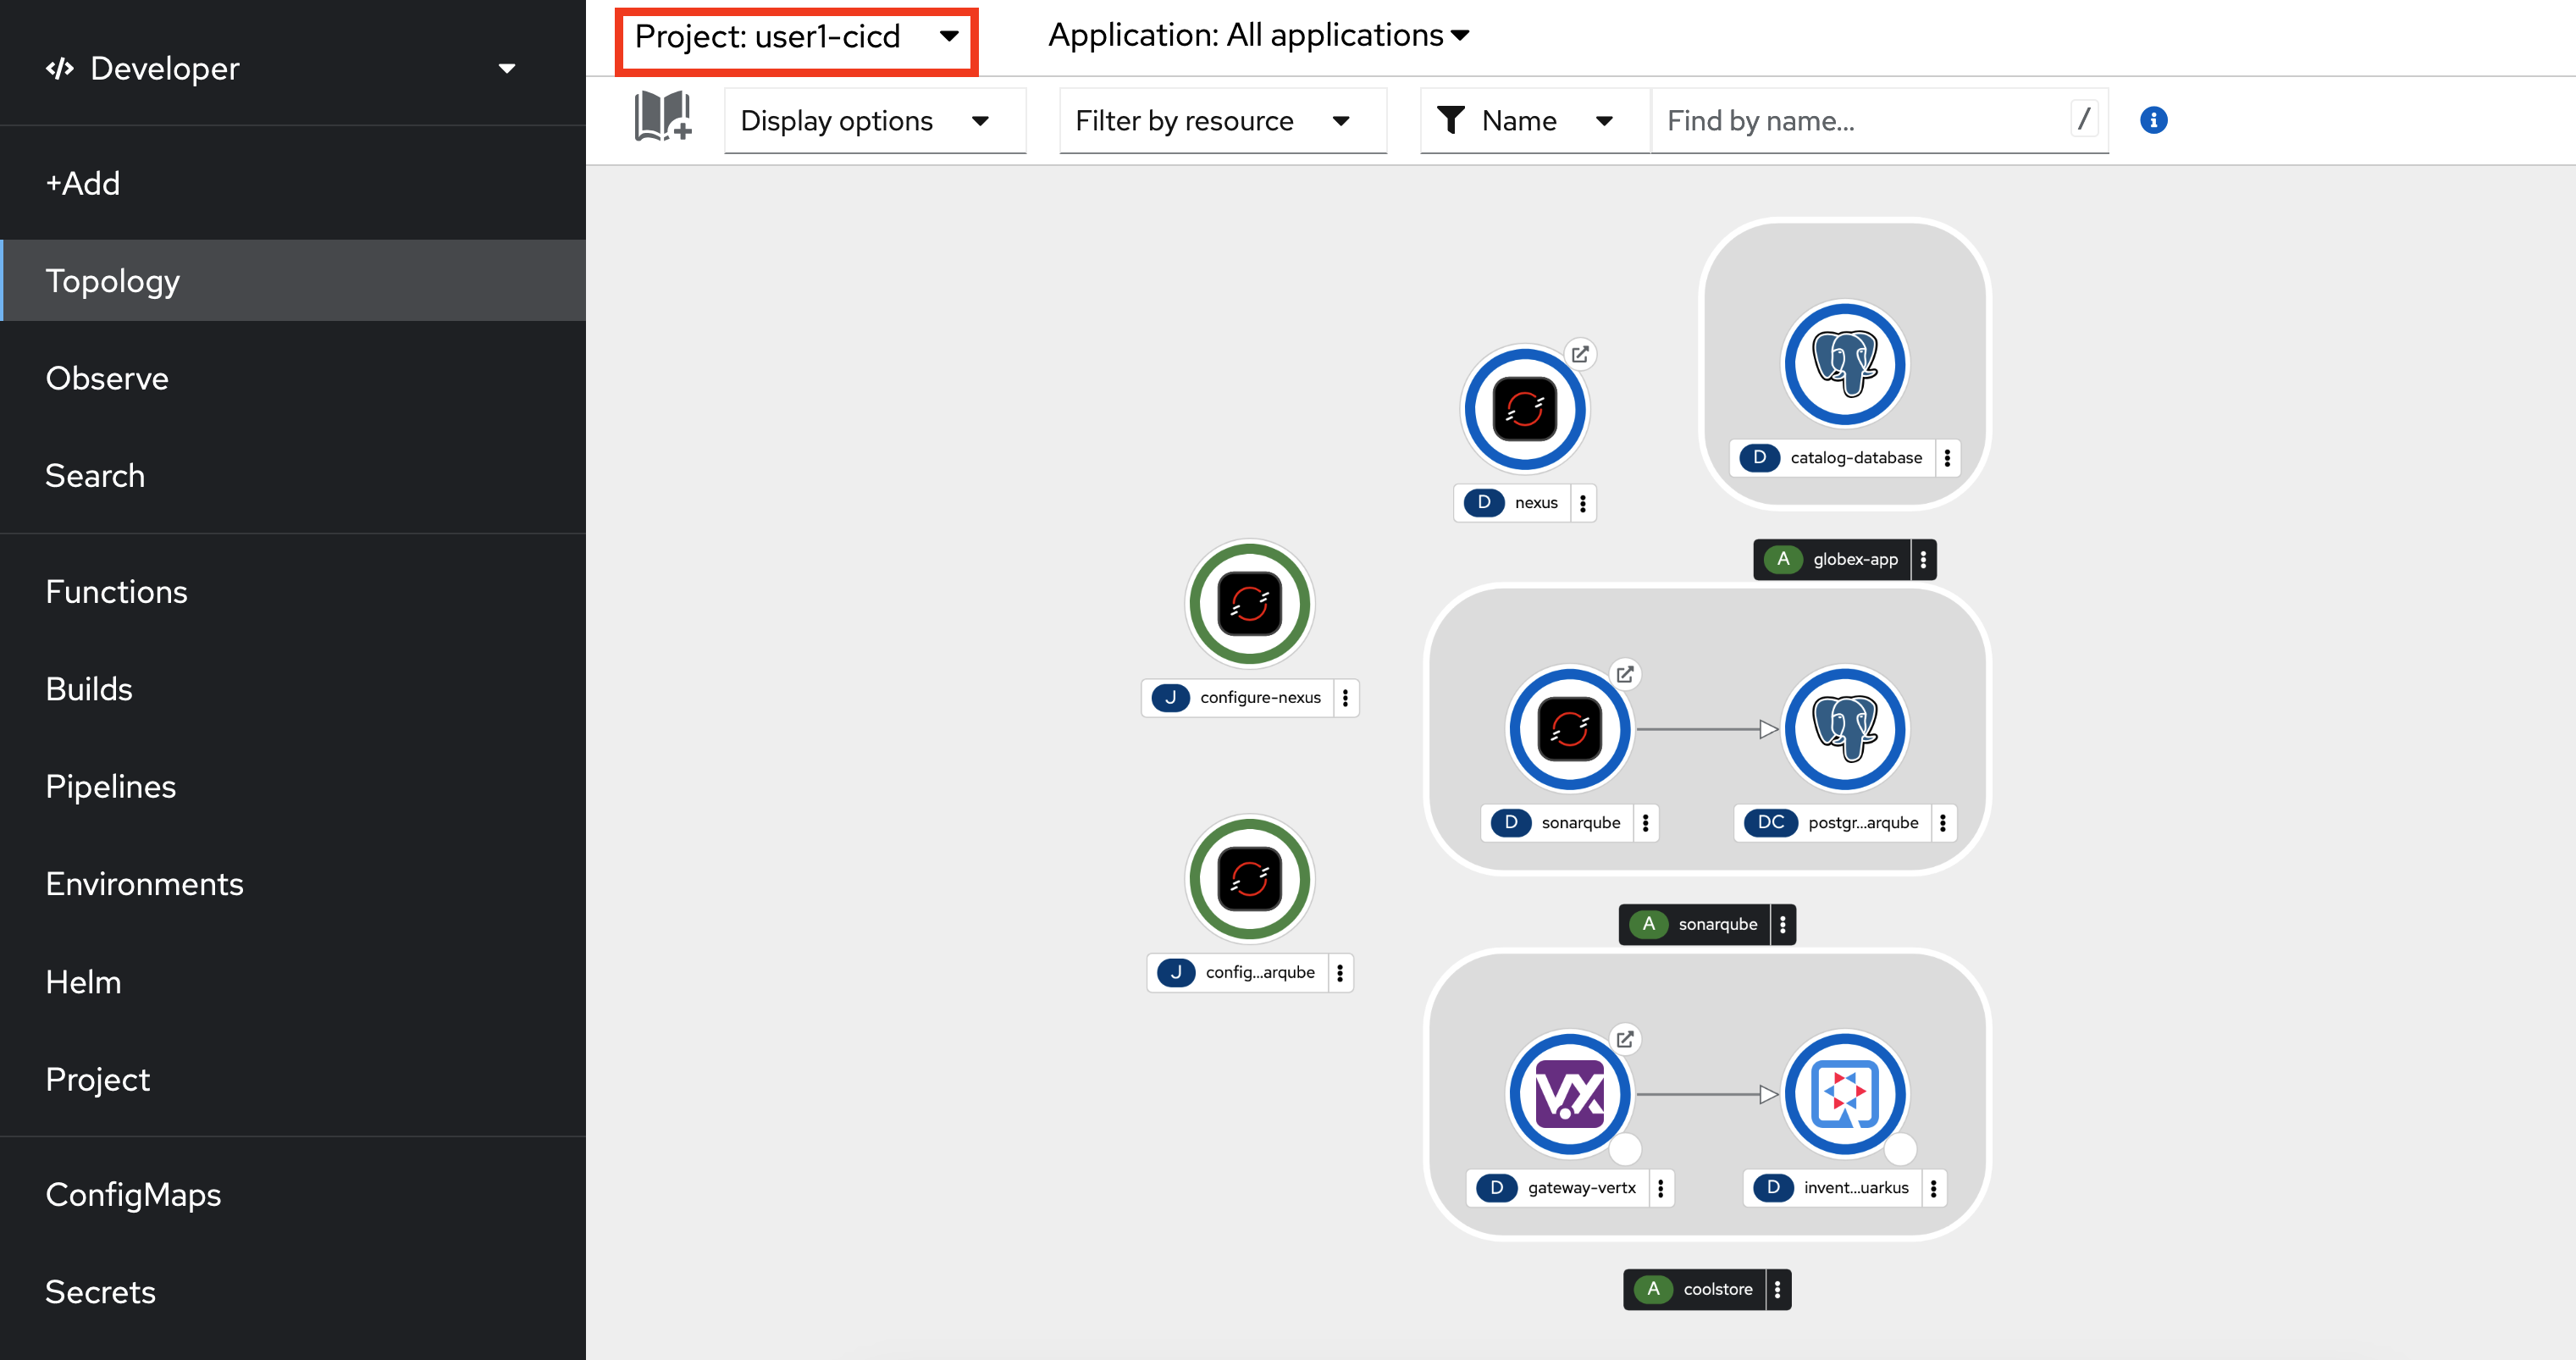 Developer
+Add
Topology
Observe
Search
Functions
Builds
Pipelines
Environments
Helm
Project
ConfigMaps
Secrets
Project: user1-cicd
Application: All applications
Display options
Filter by resource
Name
Find by name...
/
D catalog-database
D nexus
A globex-app
J configure-nexus
D sonarqube
DC postgr...arqube
A sonarqube
J config...arqube
V.X
D gateway-vertx
D invent...uarkus
A coolstore